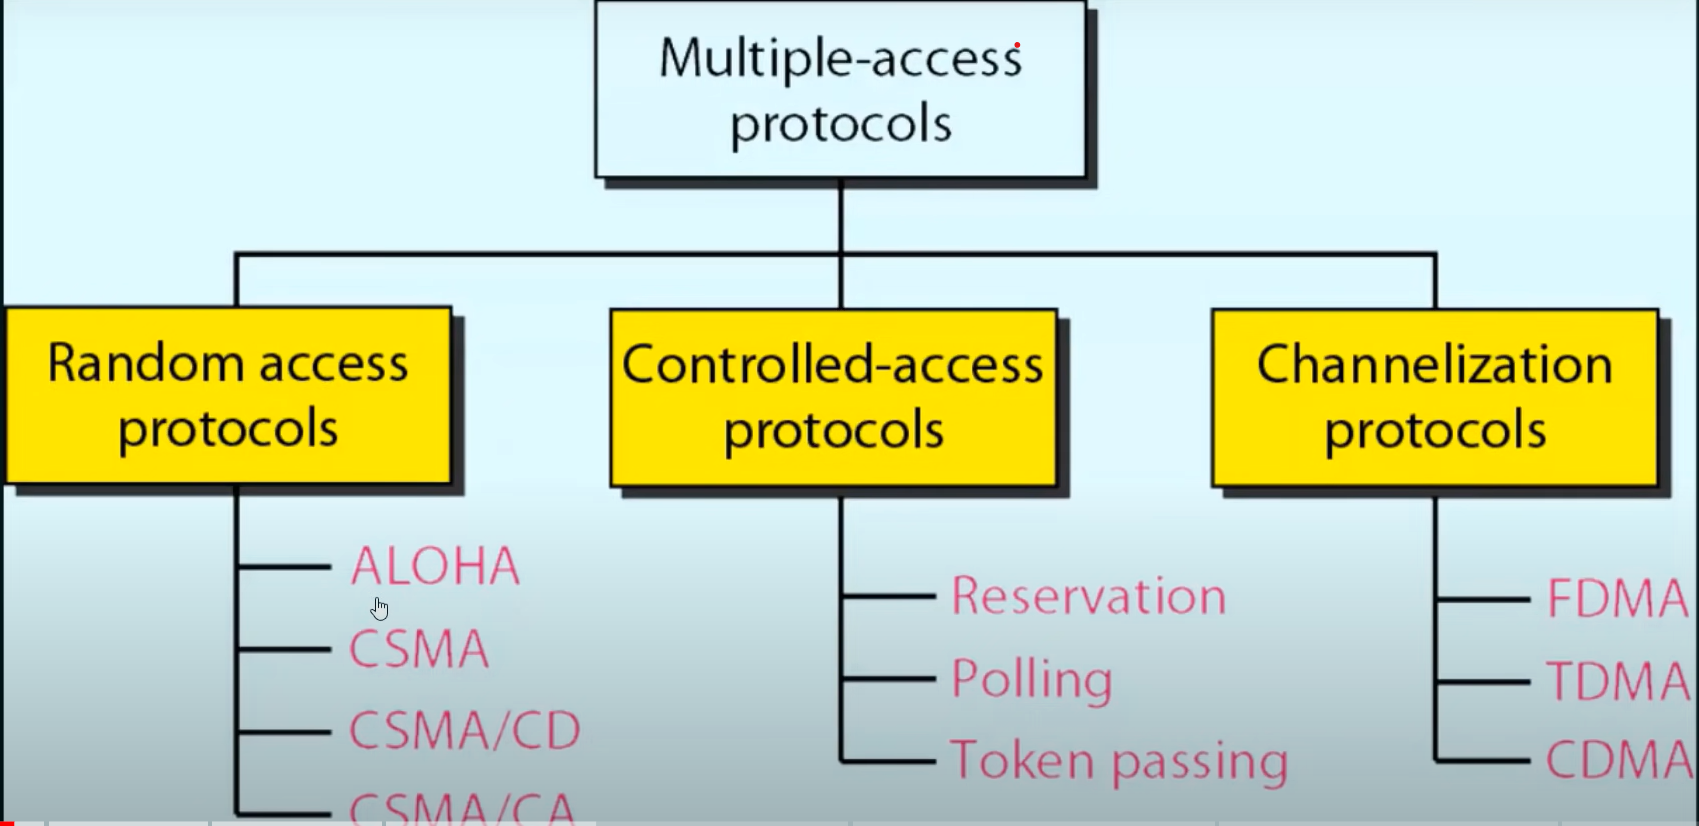 Multiple-access
protocols
Random access
protocols
Controlled-access
protocols
Channelization
protocols
ALOHA
CSMA
CSMA/CD
CSMA/CA
Reservation
Polling
Token passing
FDMA
TDMA
CDMA